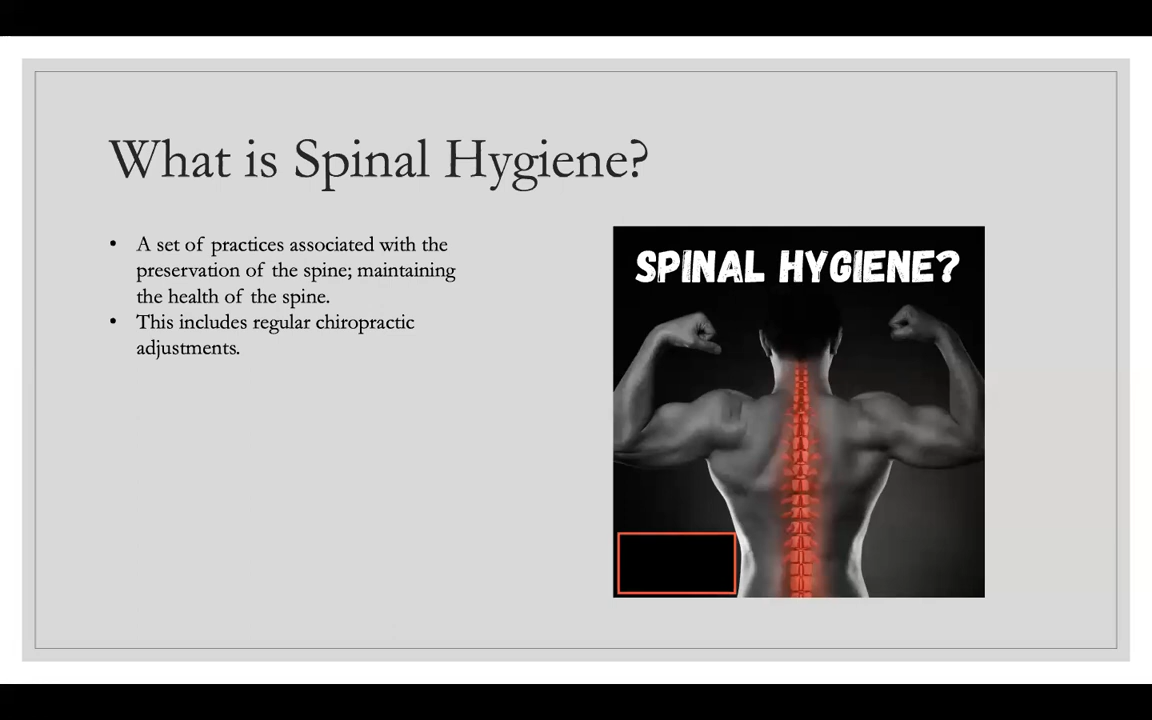 What is Spinal Hygiene?
• A set of practices associated with the
preservation of the spine; maintaining
the health of the spine.
• This includes regular chiropractic
adjustments.
SPINAL HYGIENE?